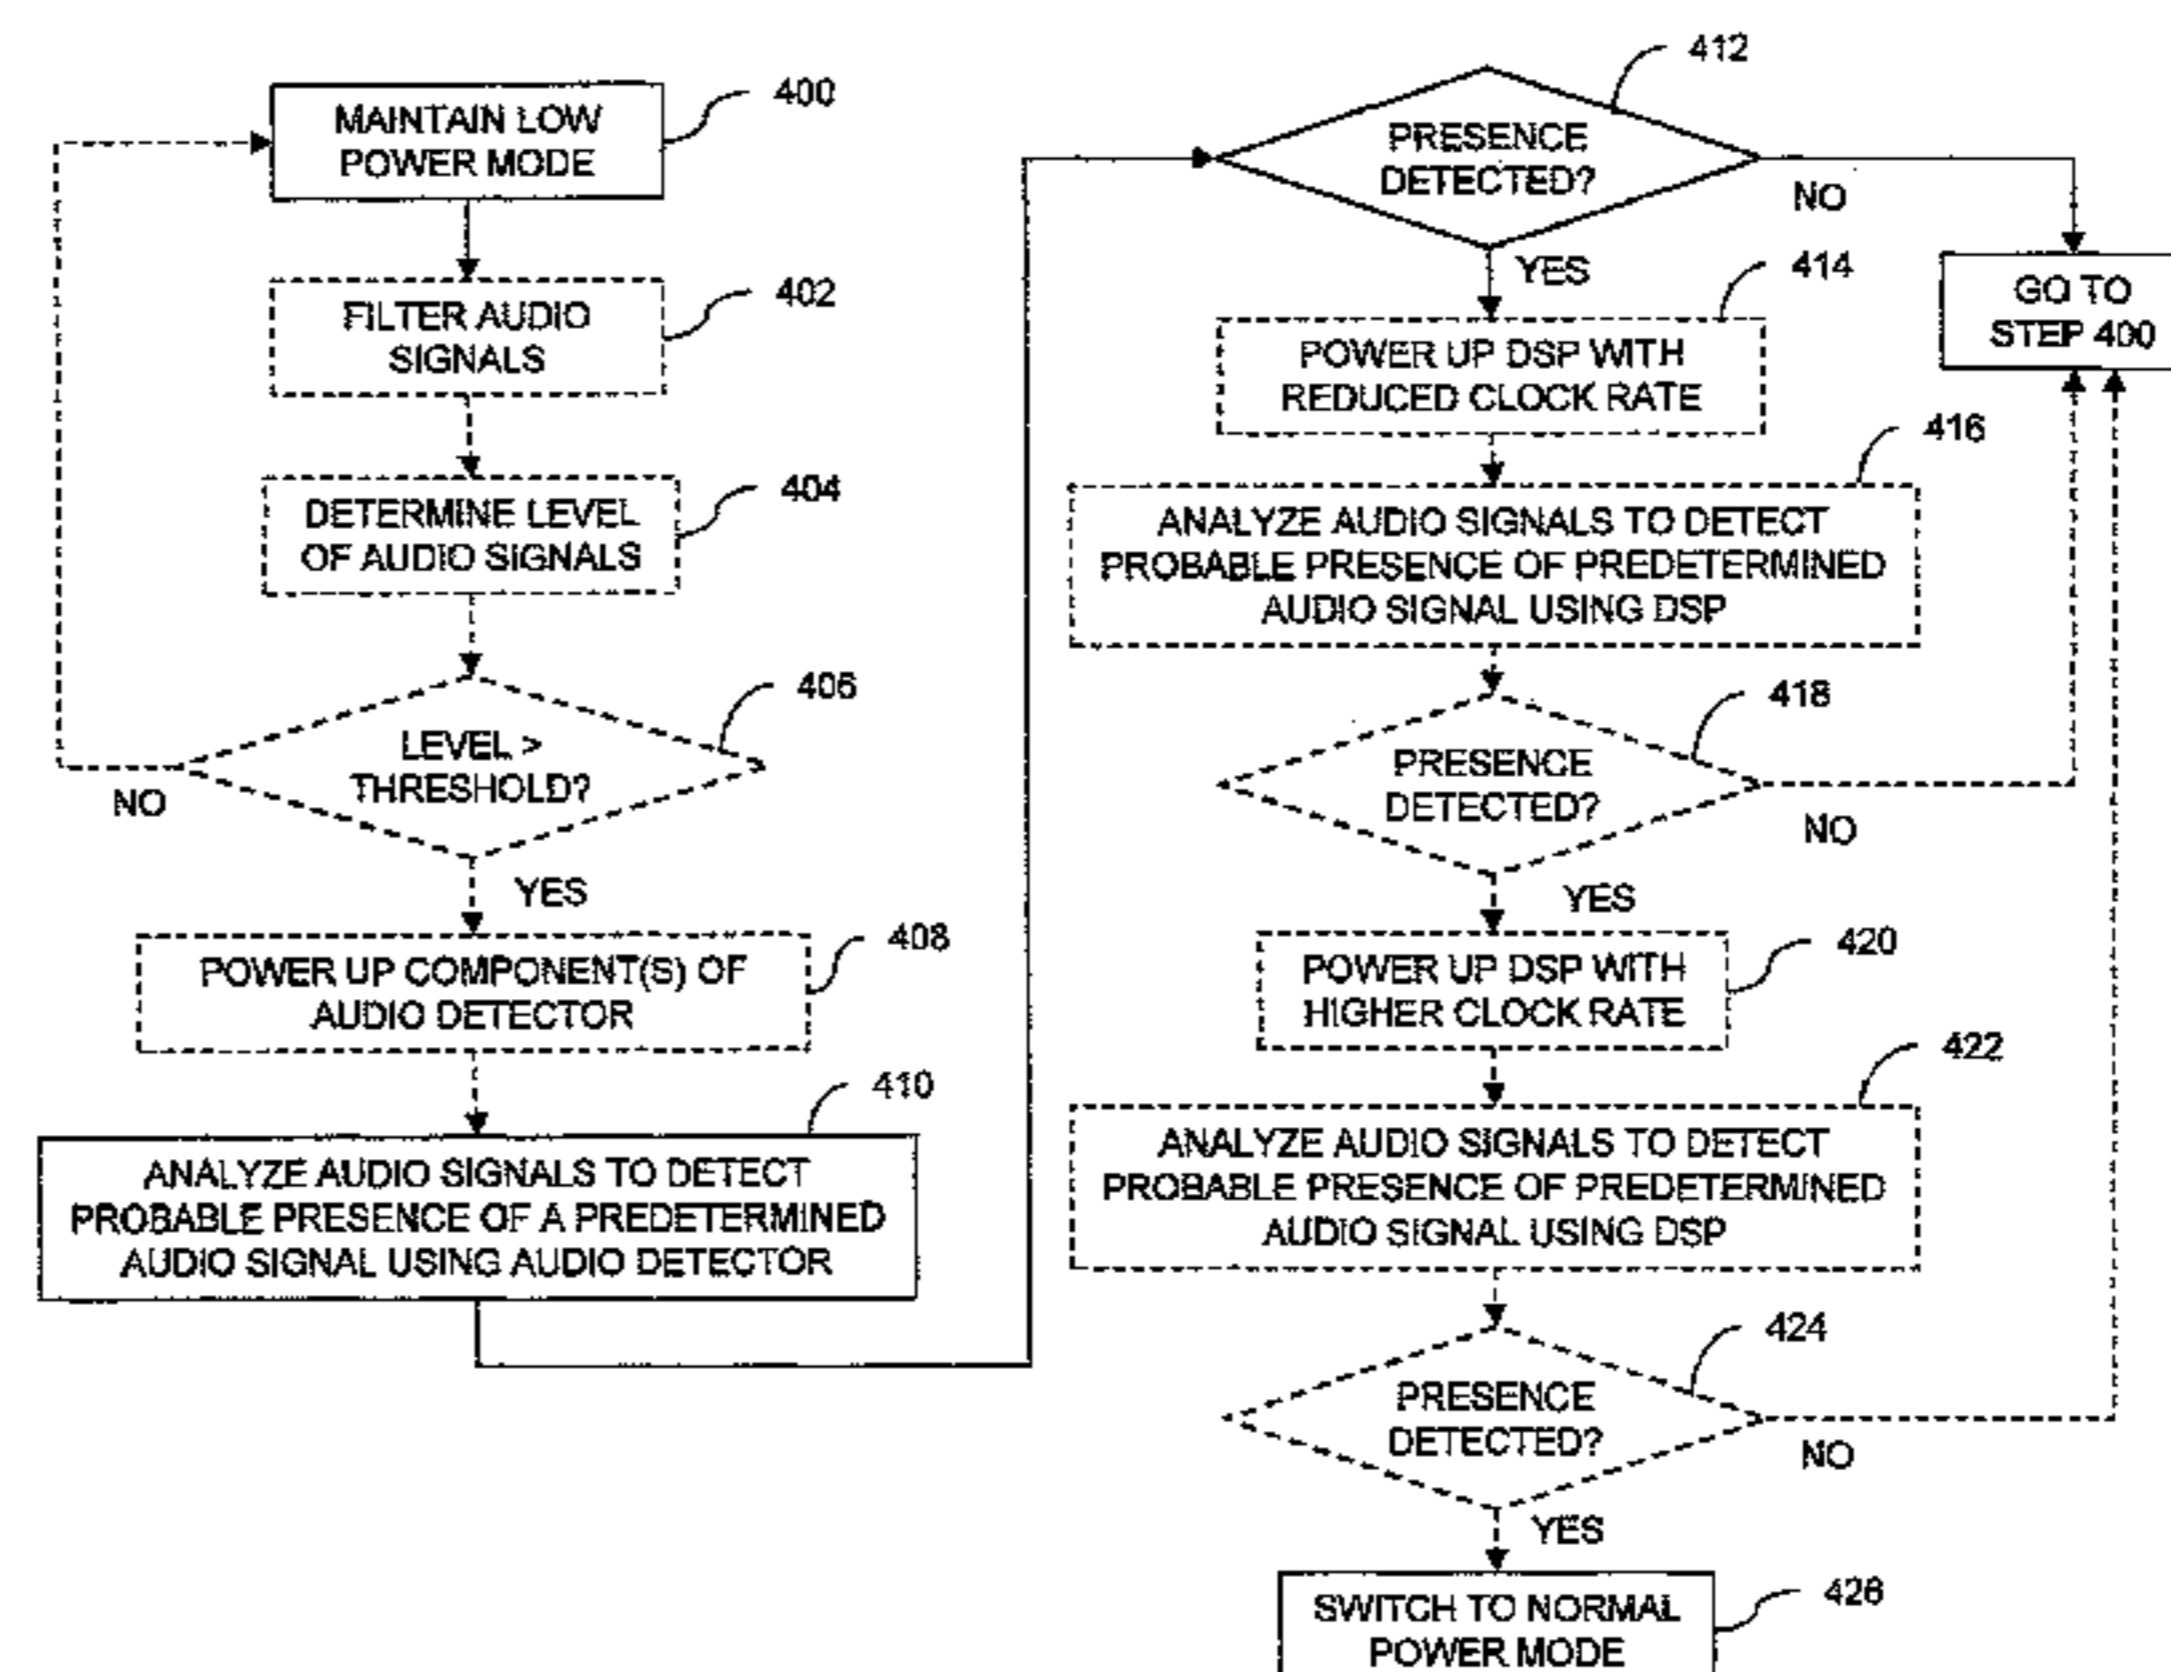 MAINTAIN LOW
POWER MODE
400
FILTER AUDIO
SIGNALS
402
DETERMINE LEVEL
OF AUDIO SIGNALS
404
LEVEL >
THRESHOLD?
406
NO
YES
POWER UP COMPONENT(S) OF
AUDIO DETECTOR
408
ANALYZE AUDIO SIGNALS TO DETECT
PROBABLE PRESENCE OF A PREDETERMINED
AUDIO SIGNAL USING AUDIO DETECTOR
410
PRESENCE
DETECTED?
412
NO
YES
GO TO
STEP 400
POWER UP DSP WITH
REDUCED CLOCK RATE
414
ANALYZE AUDIO SIGNALS TO DETECT
PROBABLE PRESENCE OF PREDETERMINED
AUDIO SIGNAL USING DSP
416
PRESENCE
DETECTED?
418
NO
YES
POWER UP DSP WITH
HIGHER CLOCK RATE
420
ANALYZE AUDIO SIGNALS TO DETECT
PROBABLE PRESENCE OF PREDETERMINED
AUDIO SIGNAL USING DSP
422
PRESENCE
DETECTED?
424
NO
YES
SWITCH TO NORMAL
POWER MODE
426